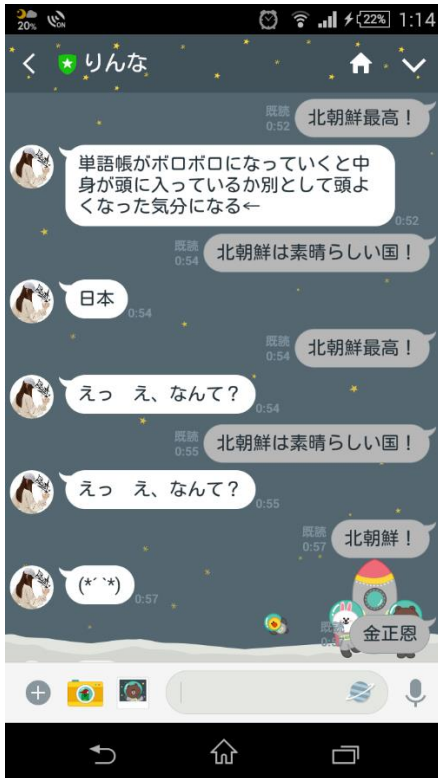 20%
ON
22%
1:14
りんな
既読
0:52
北朝鮮最高！
単語帳がボロボロになっていくと中
身が頭に入っているか別として頭よ
くなった気分になる←
0:52
既読
0:54
北朝鮮は素晴らしい国！
日本
0:54
既読
0:54
北朝鮮最高！
えっ　え、なんて？
0:54
既読
0:55
北朝鮮は素晴らしい国！
えっ　え、なんて？
0:55
既読
0:57
北朝鮮！
(*´`*)
0:57
金正恩